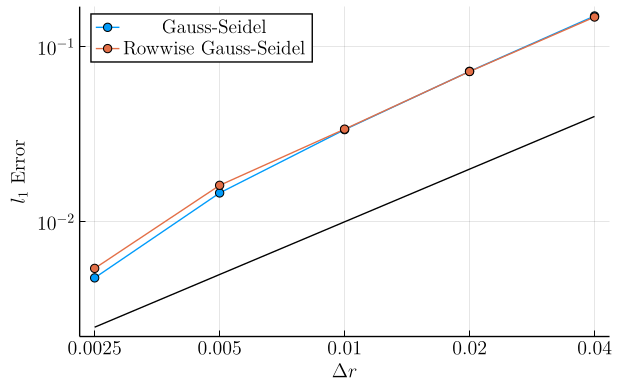 Gauss-Seidel
Rowwise Gauss-Seidel
10⁻¹
10⁻²
l₁ Error
0.0025 0.005 0.01 0.02 0.04
Δr